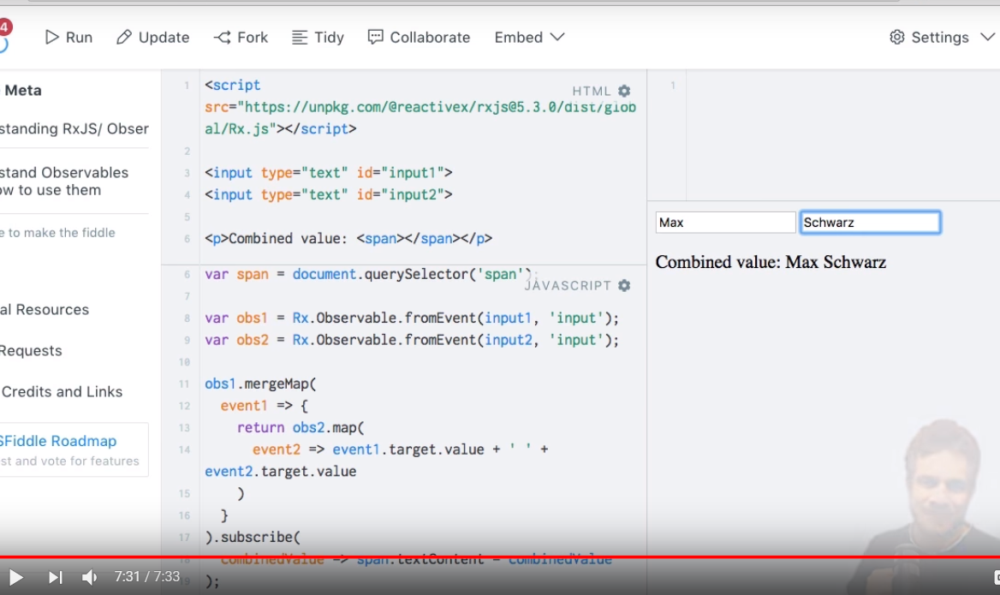 4
Run Update Fork Tidy Collaborate Embed Settings
Meta
standing RxJS/ Obser
stand Observables
ow to use them
e to make the fiddle
al Resources
Requests
Credits and Links
SFiddle Roadmap
st and vote for features
HTML
1 <script
src="https://unpkg.com/@reactivex/rxjs@5.3.0/dist/glob
al/Rx.js"></script>
2
3 <input type="text" id="input1">
4 <input type="text" id="input2">
5
6 <p>Combined value: <span></span></p>
JAVASCRIPT
6 var span = document.querySelector('span');
7
8 var obs1 = Rx.Observable.fromEvent(input1, 'input');
9 var obs2 = Rx.Observable.fromEvent(input2, 'input');
10
11 obs1.mergeMap(
12 event1 => {
13 return obs2.map(
14 event2 => event1.target.value + ' ' +
event2.target.value
15 )
16 }
17 ).subscribe(
18 combinedValue => span.textContent = combinedValue
19 );
1
Max Schwarz
Combined value: Max Schwarz
7:31 / 7:33